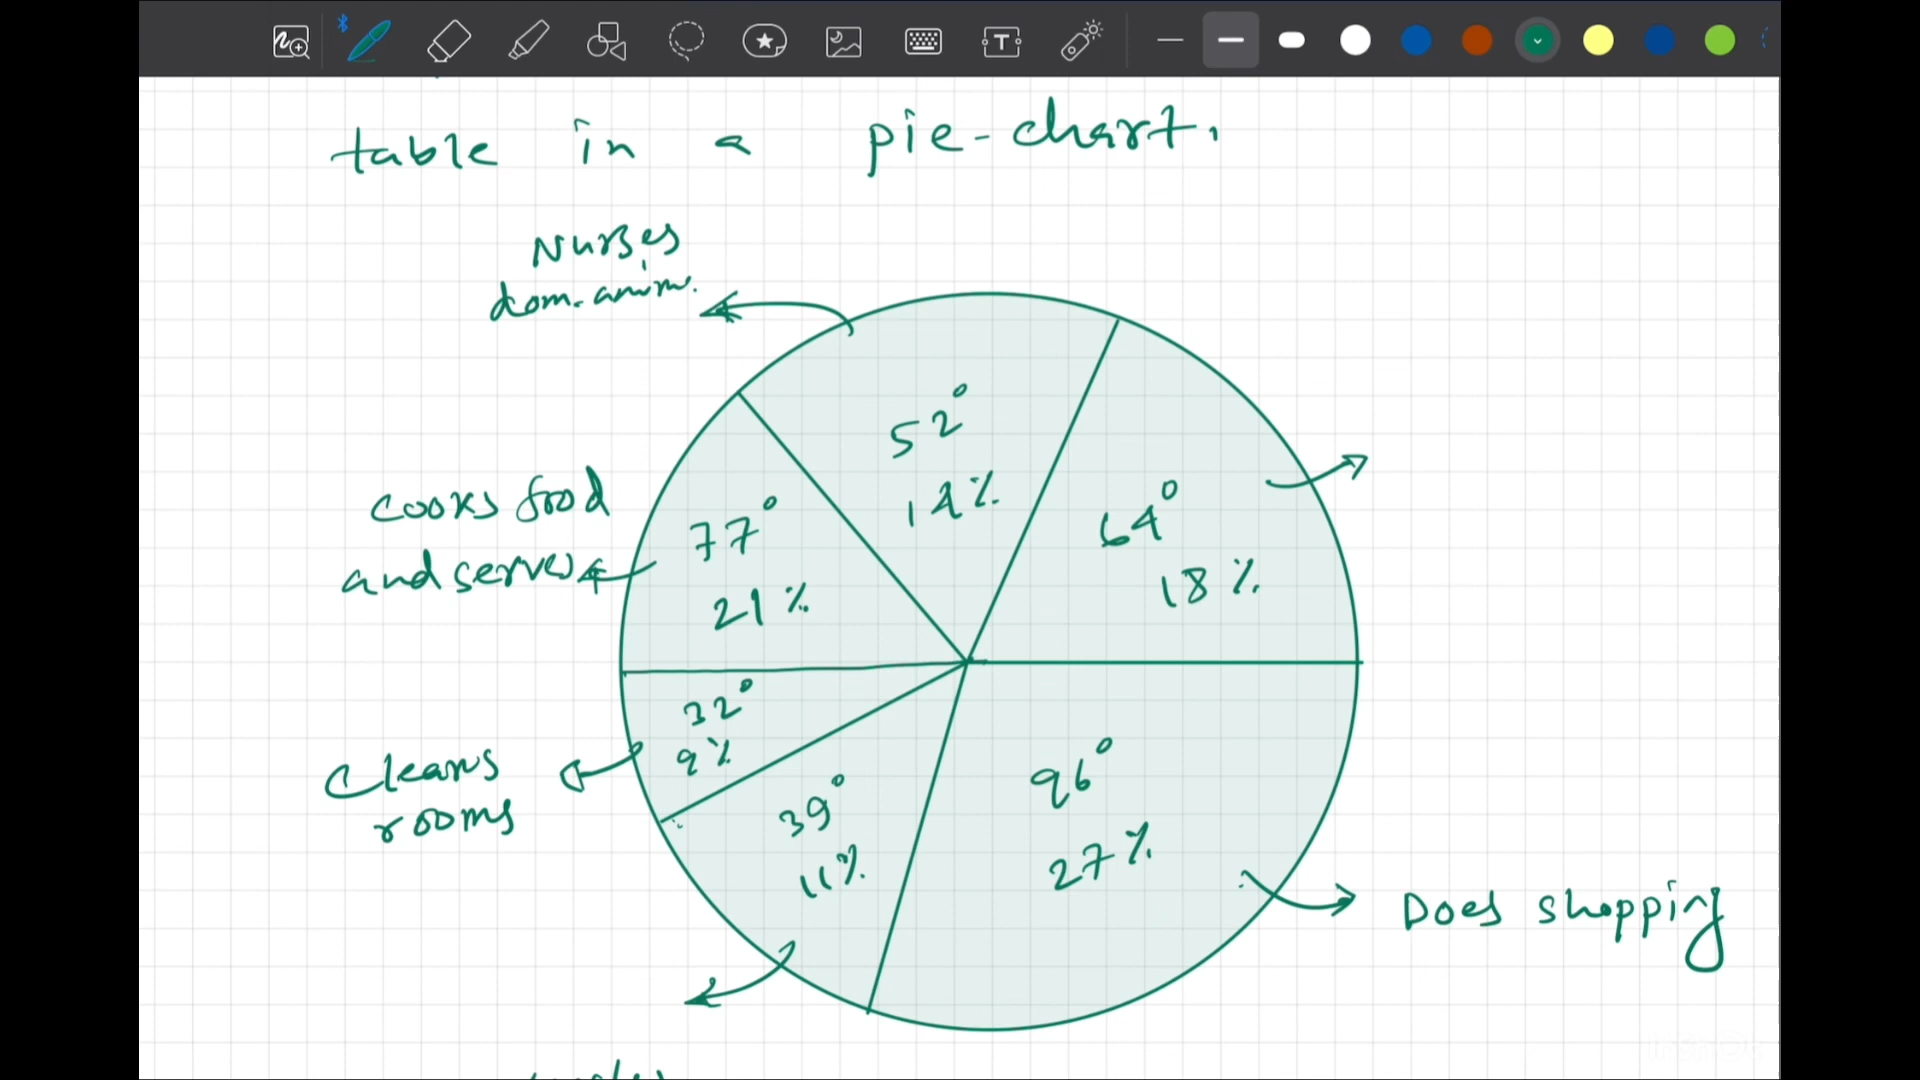 table in a pie-chart.
Nurses
dom. anim.
52°
14%
64°
18%
cooks food
and serves
77°
21%
32°
9%
Cleans
rooms
39°
11%
96°
27%
Does shopping